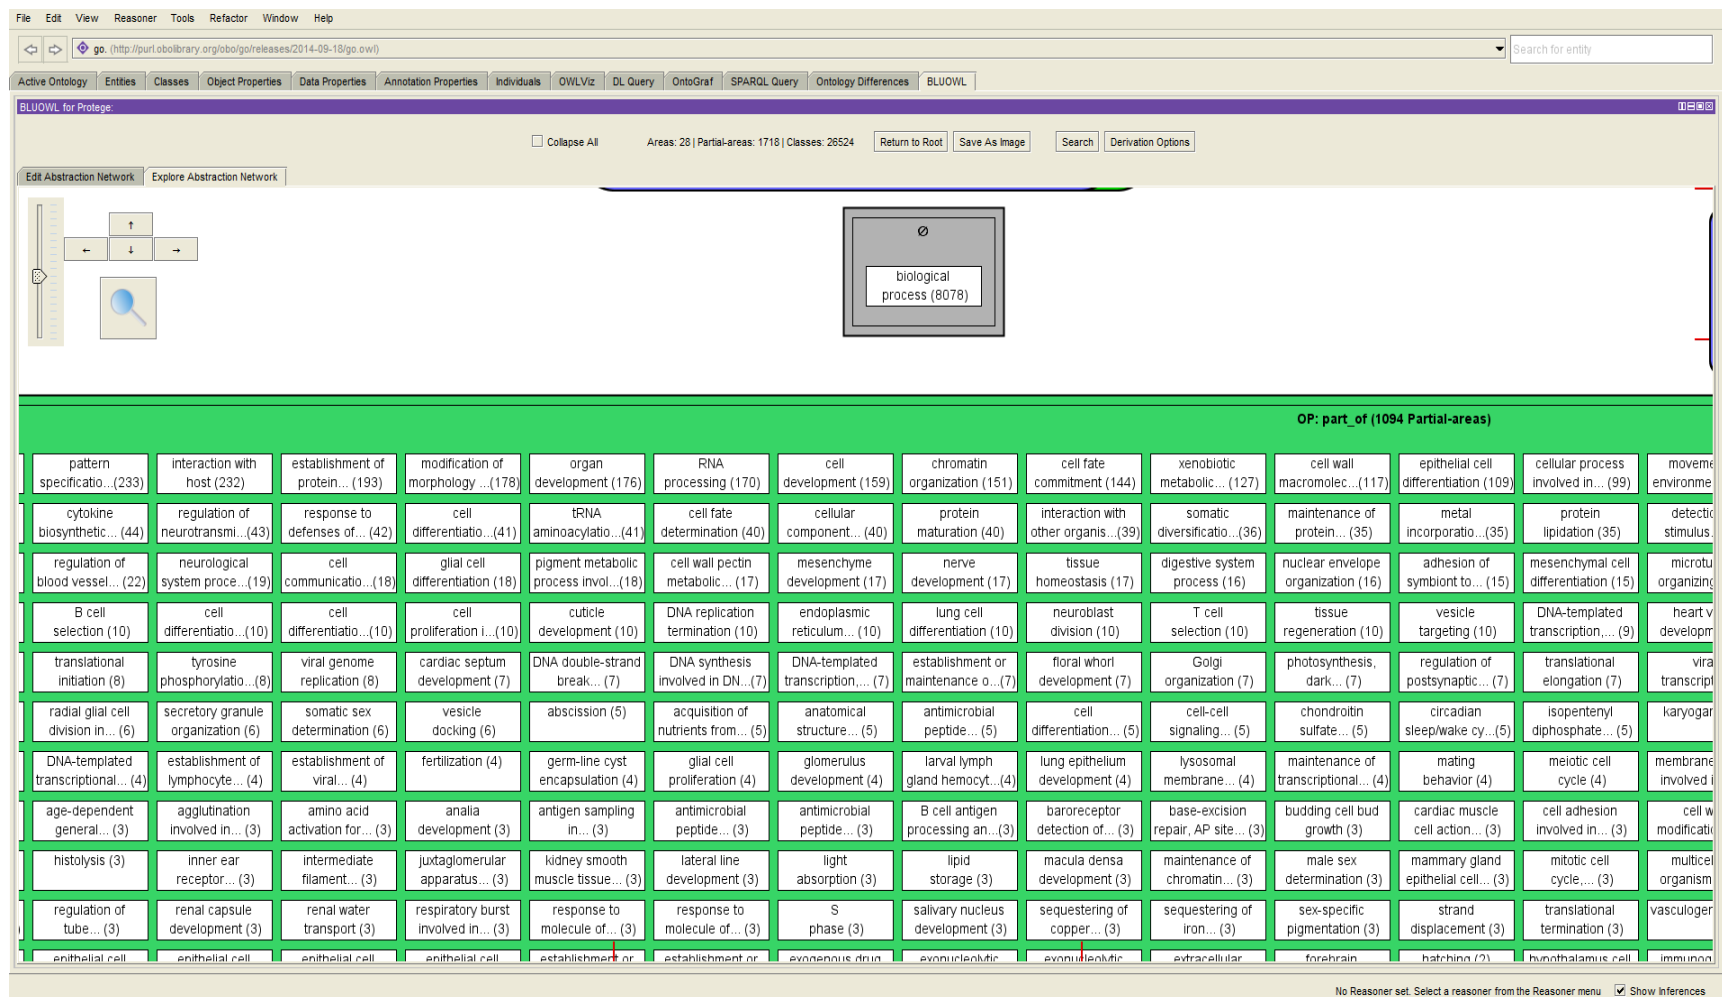 File Edit View Reasoner Tools Refactor Window Help
go. (http://purl.obolibrary.org/obo/go/releases/2014-09-18/go.owl)
Search for entity
Active Ontology Entities Classes Object Properties Data Properties Annotation Properties Individuals OWLViz DL Query OntoGraf SPARQL Query Ontology Differences BLUOWL
BLUOWL for Protege:
Collapse All Areas: 28 | Partial-areas: 1718 | Classes: 26524 Return to Root Save As Image Search Derivation Options
Edit Abstraction Network Explore Abstraction Network
Ø
biological
process (8078)
OP: part_of (1094 Partial-areas)
pattern interaction with establishment of modification of organ RNA cell chromatin cell fate xenobiotic cell wall epithelial cell cellular process
specificatio...(233) host (232) protein... (193) morphology ...(178) development (176) processing (170) development (159) organization (151) commitment (144) metabolic... (127) macromolec...(117) differentiation (109) involved in... (99)
cytokine regulation of response to cell tRNA cell fate cellular protein interaction with somatic maintenance of metal protein
biosynthetic... (44) neurotransmi...(43) defenses of... (42) differentiatio...(41) aminoacylatio...(41) determination (40) component... (40) maturation (40) other organis...(39) diversificatio...(36) protein... (35) incorporatio...(35) lipidation (35) stimulus.
regulation of neurological cell glial cell pigment metabolic cell wall pectin mesenchyme nerve tissue digestive system nuclear envelope adhesion of mesenchymal cell
blood vessel... (22) system proce...(19) communicatio...(18) differentiation (18) process invol...(18) metabolic... (17) development (17) development (17) homeostasis (17) process (16) organization (16) symbiont to... (15) differentiation (15)
B cell cell cell cell cuticle DNA replication endoplasmic lung cell neuroblast T cell tissue vesicle DNA-templated heart
selection (10) differentiatio...(10) differentiatio...(10) proliferation i...(10) development (10) termination (10) reticulum... (10) differentiation (10) division (10) selection (10) regeneration (10) targeting (10) transcription,... (9)
translational tyrosine viral genome cardiac septum DNA double-strand DNA synthesis DNA-templated establishment or floral whorl Golgi photosynthesis, regulation of translational
initiation (8) phosphorylatio...(8) replication (8) development (7) break... (7) involved in DN...(7) transcription,... (7) maintenance o...(7) development (7) organization (7) dark... (7) postsynaptic... (7) elongation (7)
radial glial cell secretory granule somatic sex vesicle abscission (5) acquisition of anatomical antimicrobial cell cell-cell chondroitin circadian isopentenyl
division in... (6) organization (6) determination (6) docking (6) nutrients from... (5) structure... (5) peptide... (5) differentiation... (5) signaling... (5) sulfate... (5) sleep/wake cy...(5) diphosphate... (5)
DNA-templated establishment of establishment of fertilization (4) germ-line cyst glial cell glomerulus larval lymph lung epithelium lysosomal maintenance of mating meiotic cell membrane
transcriptional... (4) lymphocyte... (4) viral... (4) encapsulation (4) proliferation (4) development (4) gland hemocyt...(4) development (4) membrane... (4) transcriptional... (4) behavior (4) cycle (4) involved
age-dependent agglutination amino acid analia antigen sampling antimicrobial antimicrobial B cell antigen baroreceptor base-excision budding cell bud cardiac muscle cell adhesion cell
general... (3) involved in... (3) activation for... (3) development (3) in... (3) peptide... (3) peptide... (3) processing an...(3) detection of... (3) repair, AP site... (3) growth (3) cell action... (3) involved in... (3)
histolysis (3) inner ear intermediate juxtaglomerular kidney smooth lateral line light lipid macula densa maintenance of male sex mammary gland mitotic cell
receptor... (3) filament... (3) apparatus... (3) muscle tissue... (3) development (3) absorption (3) storage (3) development (3) chromatin... (3) determination (3) epithelial cell... (3) cycle,... (3) organism
regulation of renal capsule renal water respiratory burst response to response to S salivary nucleus sequestering of sequestering of sex-specific strand translational
tube... (3) development (3) transport (3) involved in... (3) molecule of... (3) molecule of... (3) phase (3) development (3) copper... (3) iron... (3) pigmentation (3) displacement (3) termination (3)
epithelial cell epithelial cell epithelial cell epithelial cell establishment or establishment or exogenous drug exonucleolytic exonucleolytic extracellular forebrain hatching (2) hypothalamus cell
No Reasoner set. Select a reasoner from the Reasoner menu Show Inferences